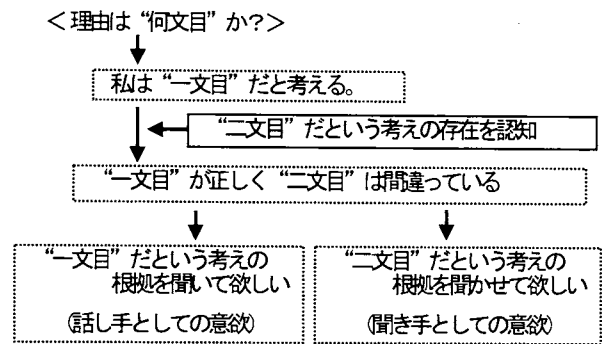 ＜理由は“何文目”か？＞
私は“一文目”だと考える。
“二文目”だという考えの存在を認知
“一文目”が正しく“二文目”は間違っている
“一文目”だという考えの
根拠を聞いて欲しい
(話し手としての意欲)
“二文目”だという考えの
根拠を聞かせて欲しい
(聞き手としての意欲)